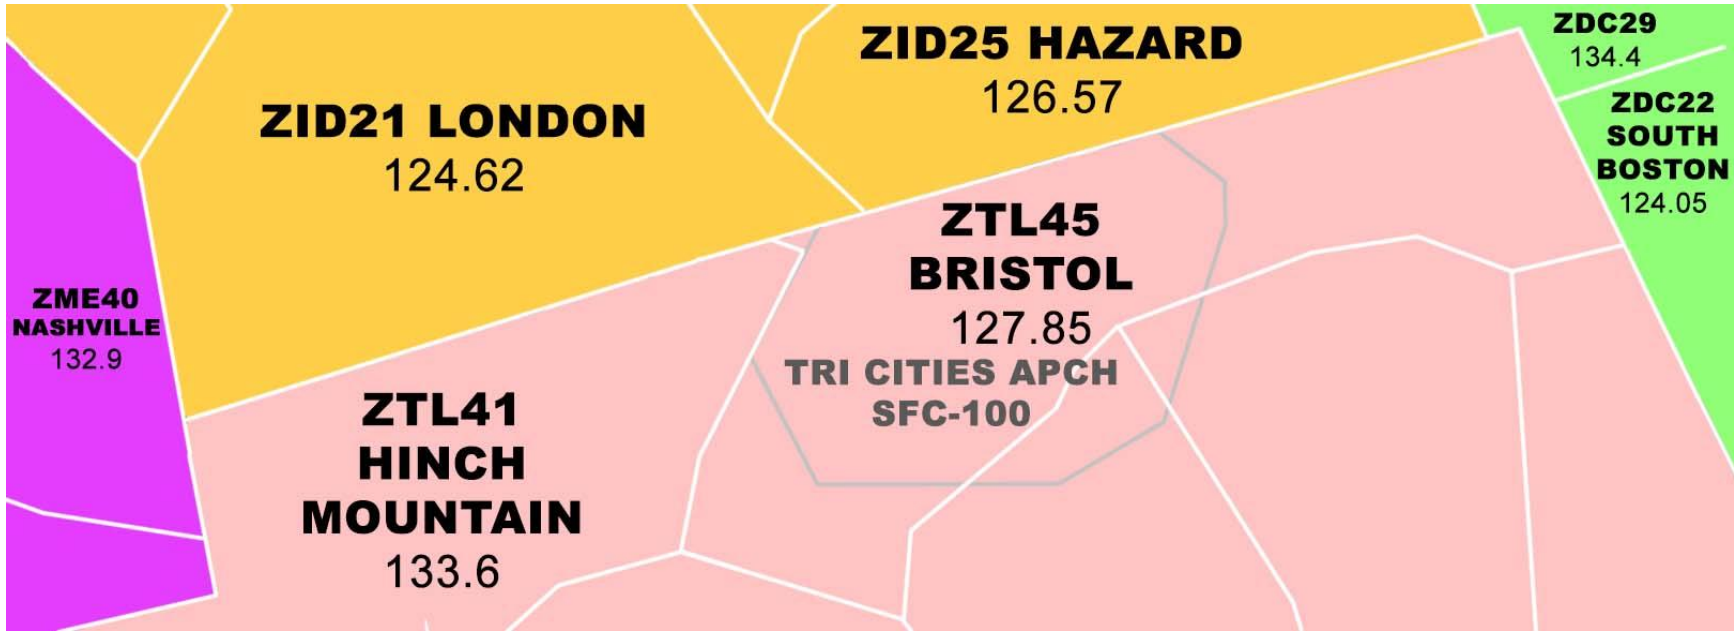 ZID25 HAZARD
126.57
ZDC29
134.4
ZID21 LONDON
124.62
ZDC22
SOUTH
BOSTON
124.05
ZTL45
BRISTOL
127.85
TRI CITIES APCH
SFC-100
ZME40
NASHVILLE
132.9
ZTL41
HINCH
MOUNTAIN
133.6